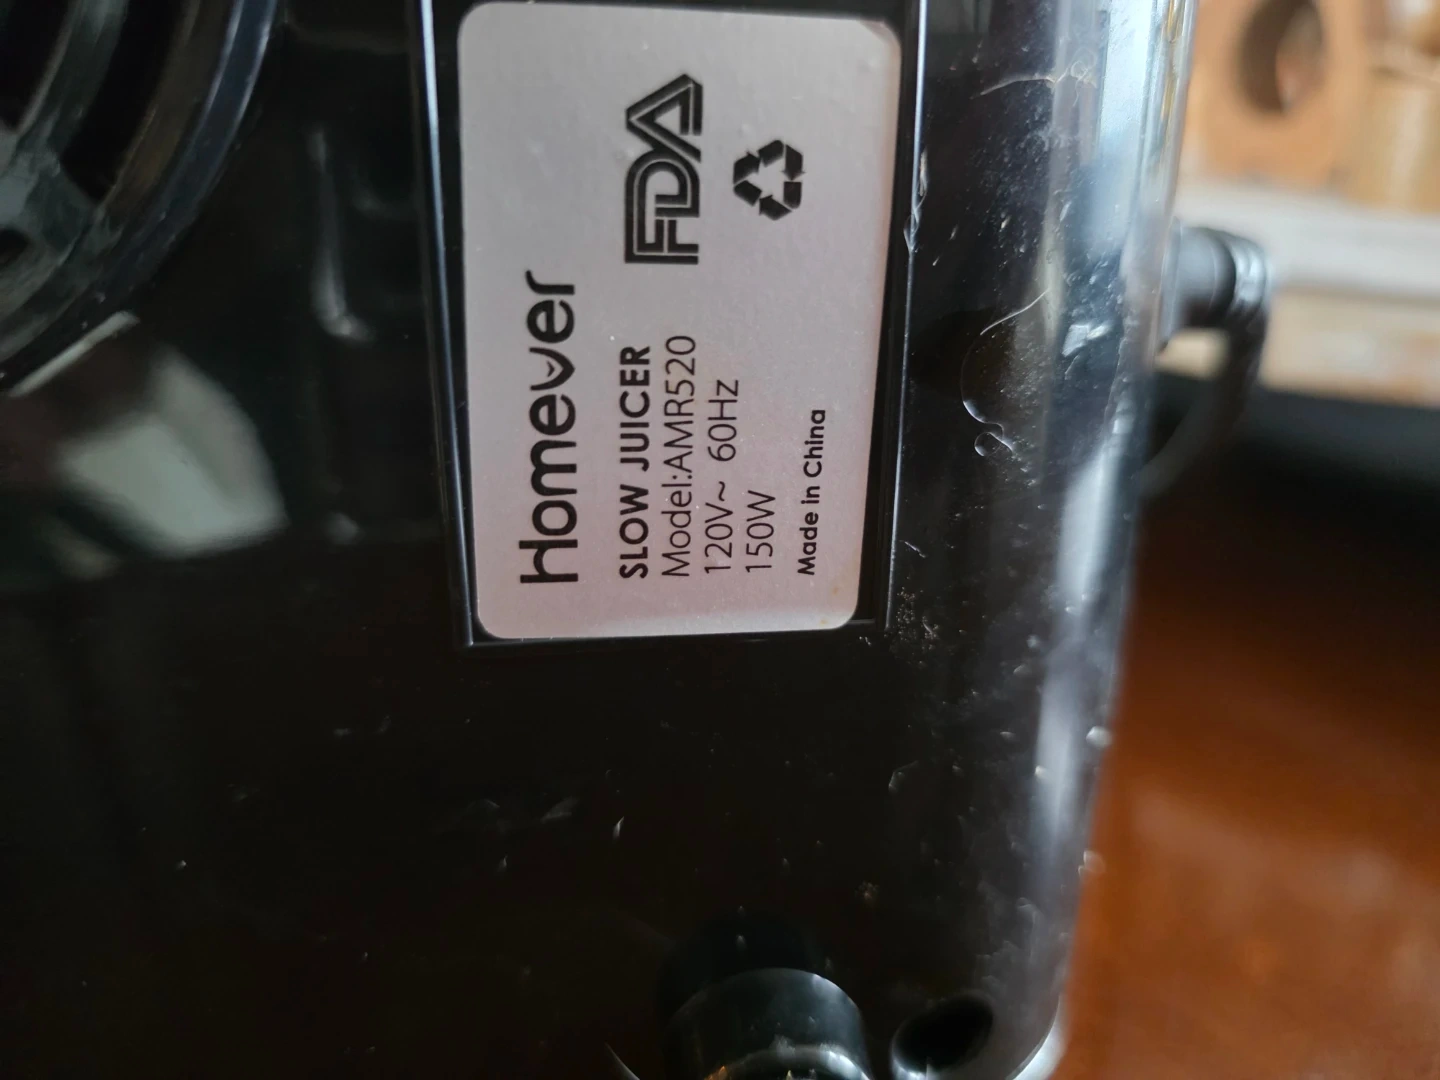 Homever
FDA
SLOW JUICER
Model:AMR520
120V~ 60Hz
150W
Made in China